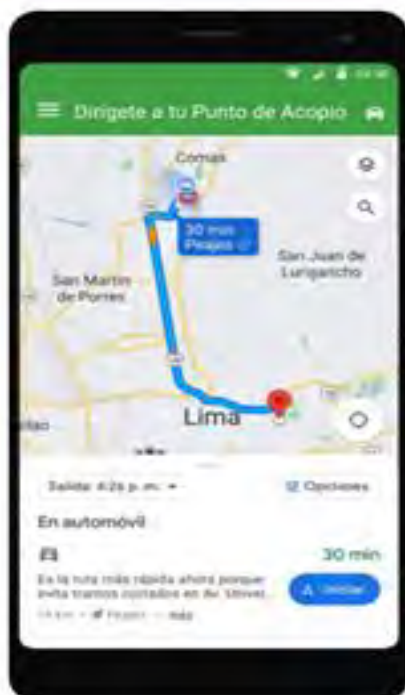 Dirígete a tu Punto de Acopio
Comas
30 min
Peajes
San Juan de
Lurigancho
San Martín
de Porres
Lima
Salida 4:26 p. m.
Opciones
En automóvil
30 min
Es la ruta más rápida ahora porque
evita tramos cortados en Av. Univer...
Iniciar
Peajes
más